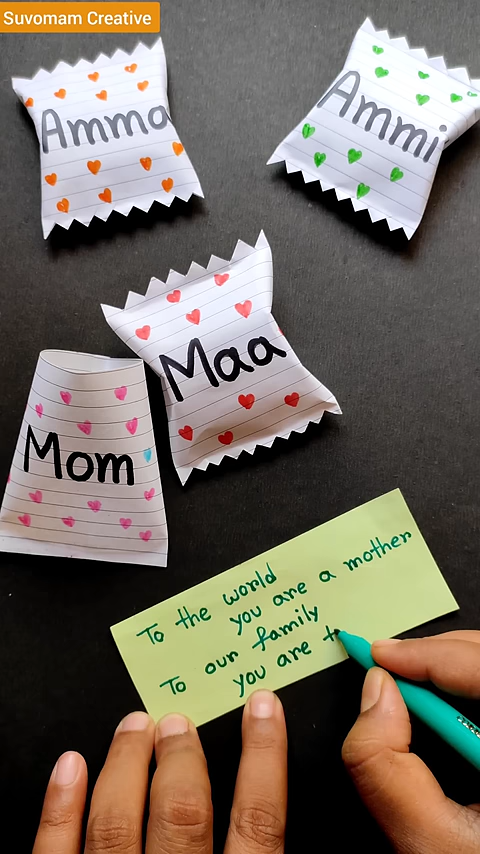 Suvomam Creative
Amma
Ammi
Maa
Mom
To the world
you are a mother
To our family
you are t